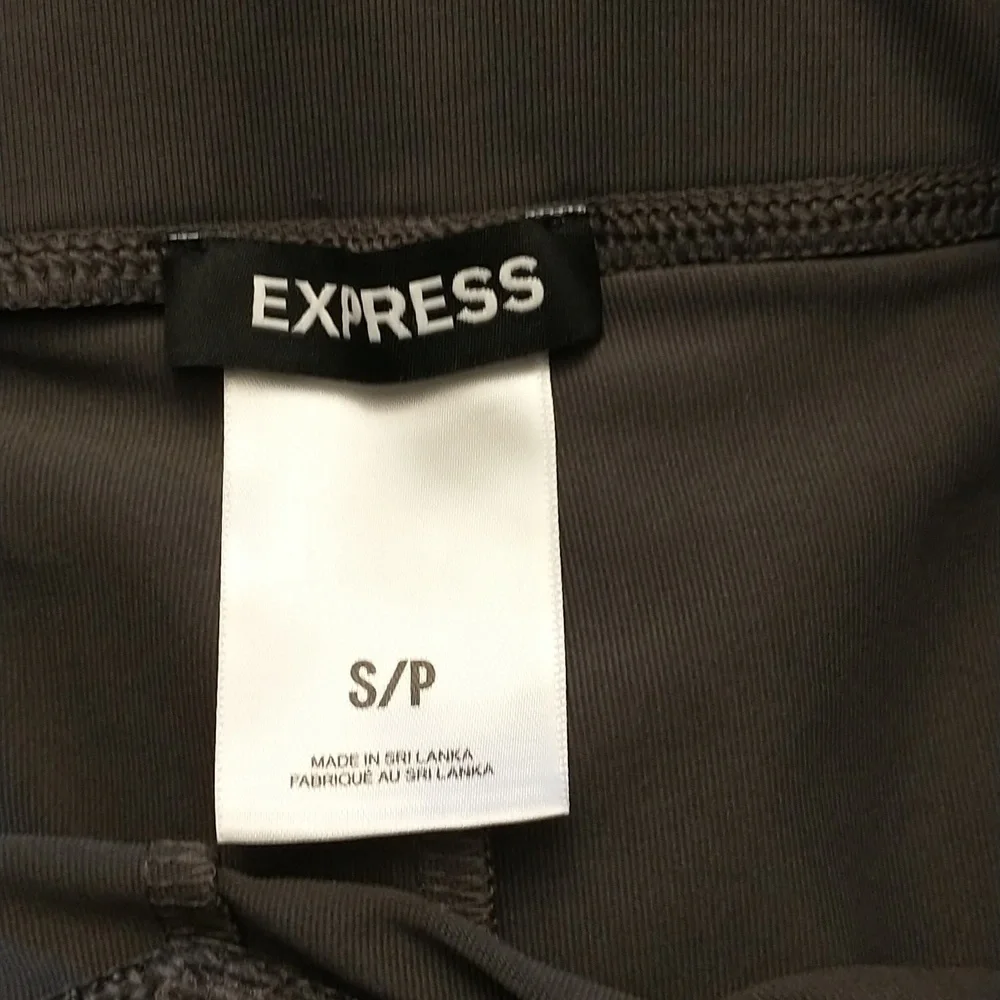 EXPRESS
S/P
MADE IN SRI LANKA
FABRIQUÉ AU SRI LANKA